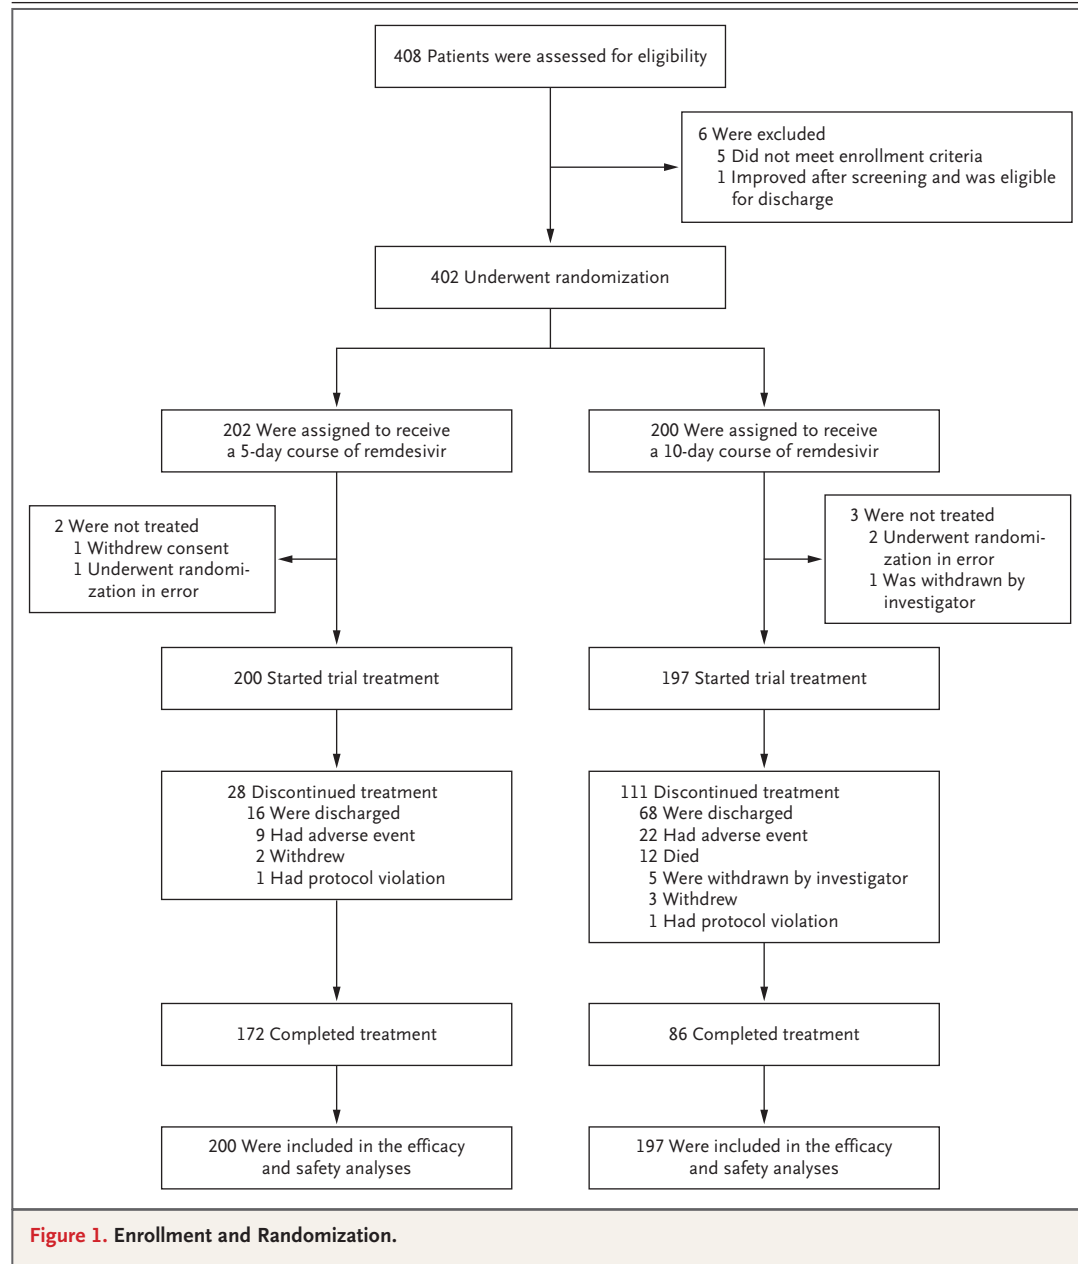 408 Patients were assessed for eligibility
6 Were excluded
5 Did not meet enrollment criteria
1 Improved after screening and was eligible
for discharge
402 Underwent randomization
202 Were assigned to receive
a 5-day course of remdesivir
200 Were assigned to receive
a 10-day course of remdesivir
2 Were not treated
1 Withdrew consent
1 Underwent randomi-
zation in error
3 Were not treated
2 Underwent randomi-
zation in error
1 Was withdrawn by
investigator
200 Started trial treatment
197 Started trial treatment
28 Discontinued treatment
16 Were discharged
9 Had adverse event
2 Withdrew
1 Had protocol violation
111 Discontinued treatment
68 Were discharged
22 Had adverse event
12 Died
5 Were withdrawn by investigator
3 Withdrew
1 Had protocol violation
172 Completed treatment
86 Completed treatment
200 Were included in the efficacy
and safety analyses
197 Were included in the efficacy
and safety analyses
Figure 1. Enrollment and Randomization.